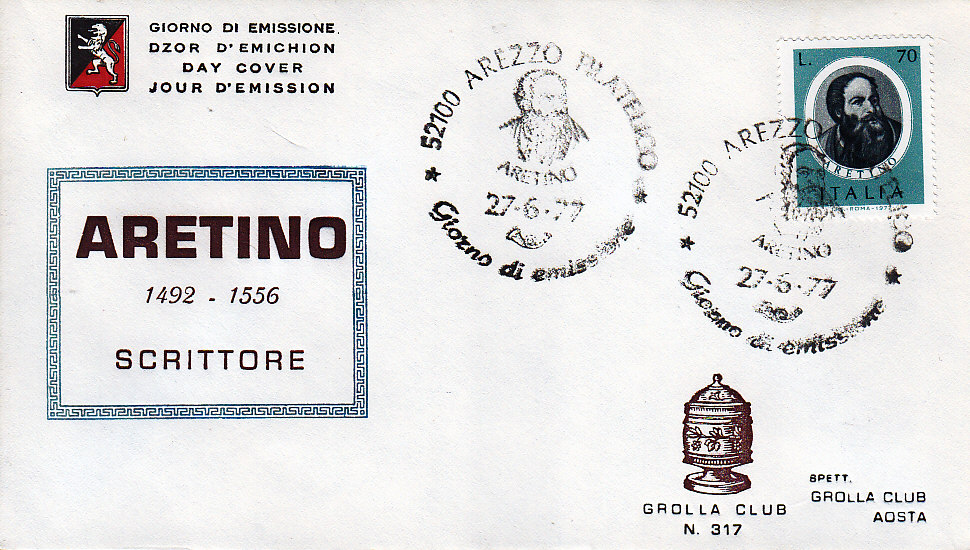 GIORNO DI EMISSIONE
DZOR D'EMICHION
DAY COVER
JOUR D'EMISSION
ARETINO
1492 - 1556
SCRITTORE
52100 AREZZO FILATELICO
ARETINO
27-6-77
Giorno di emissione
L. 70
ARETINO
ITALIA
ROMA
52100 AREZZO
ARETINO
27-6-77
Giorno di emissione
GROLLA CLUB
N. 317
SPETT.
GROLLA CLUB
AOSTA